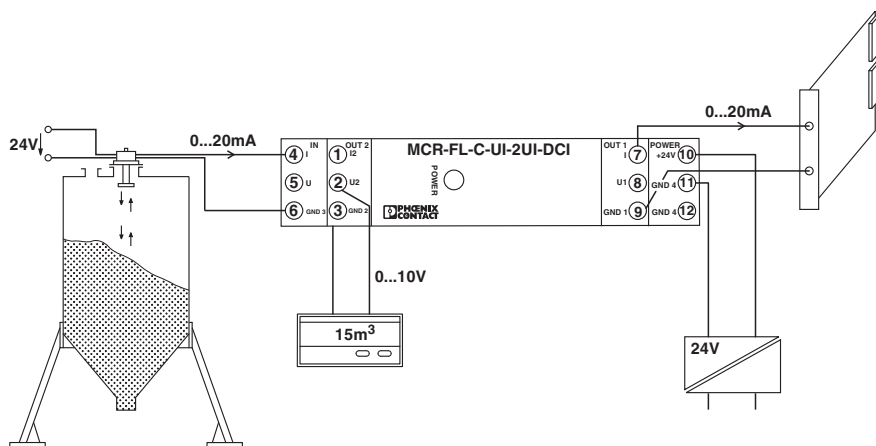 24V
0...20mA
IN
4 I
5 U
6 GND 3
OUT 2
1 I2
2 U2
3 GND 2
MCR-FL-C-UI-2UI-DCI
POWER
PHŒNIX
CONTACT
OUT 1
I 7
U1 8
GND 1 9
POWER
+24V 10
GND 4 11
GND 4 12
0...20mA
0...10V
15m³
24V